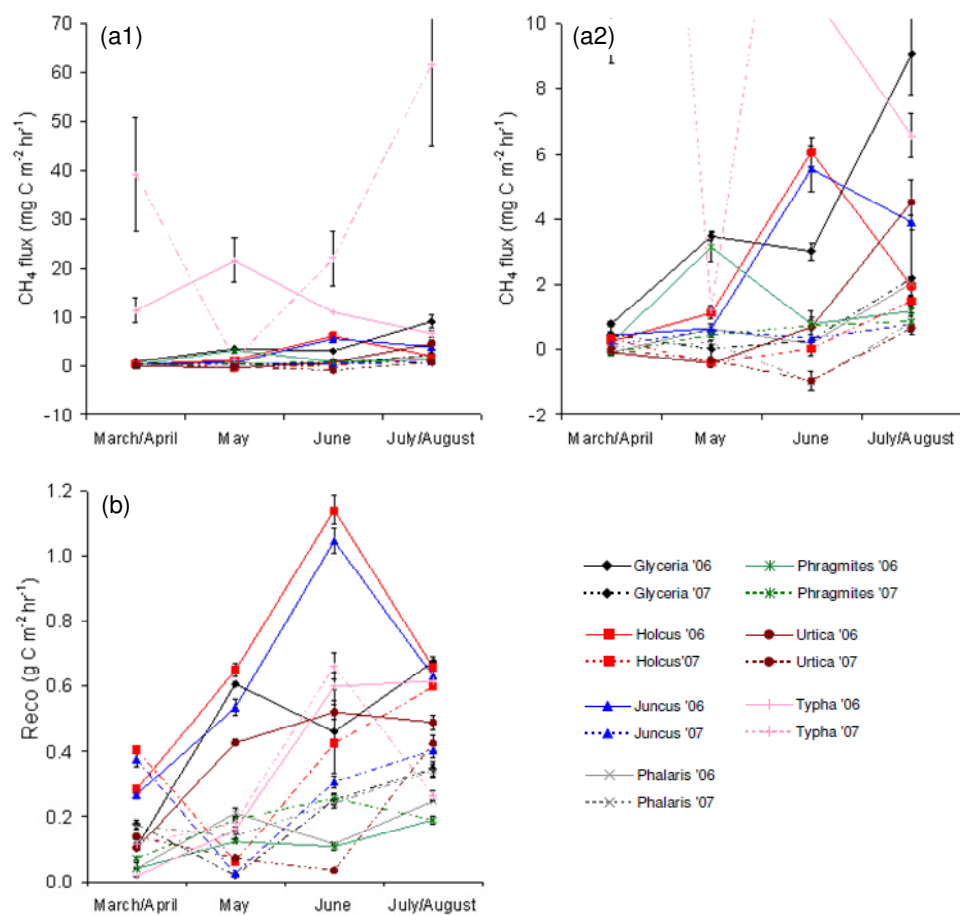 (a1)
CH4 flux (mg C m-2 hr-1)
70
60
50
40
30
20
10
0
-10
March/April May June July/August
(a2)
CH4 flux (mg C m-2 hr-1)
10
8
6
4
2
0
-2
March/April May June July/August
(b)
Reco (g C m-2 hr-1)
1.2
1.0
0.8
0.6
0.4
0.2
0.0
March/April May June July/August
Glyceria '06
Glyceria '07
Holcus '06
Holcus'07
Juncus '06
Juncus '07
Phalaris '06
Phalaris '07
Phragmites '06
Phragmites '07
Urtica '06
Urtica '07
Typha '06
Typha '07